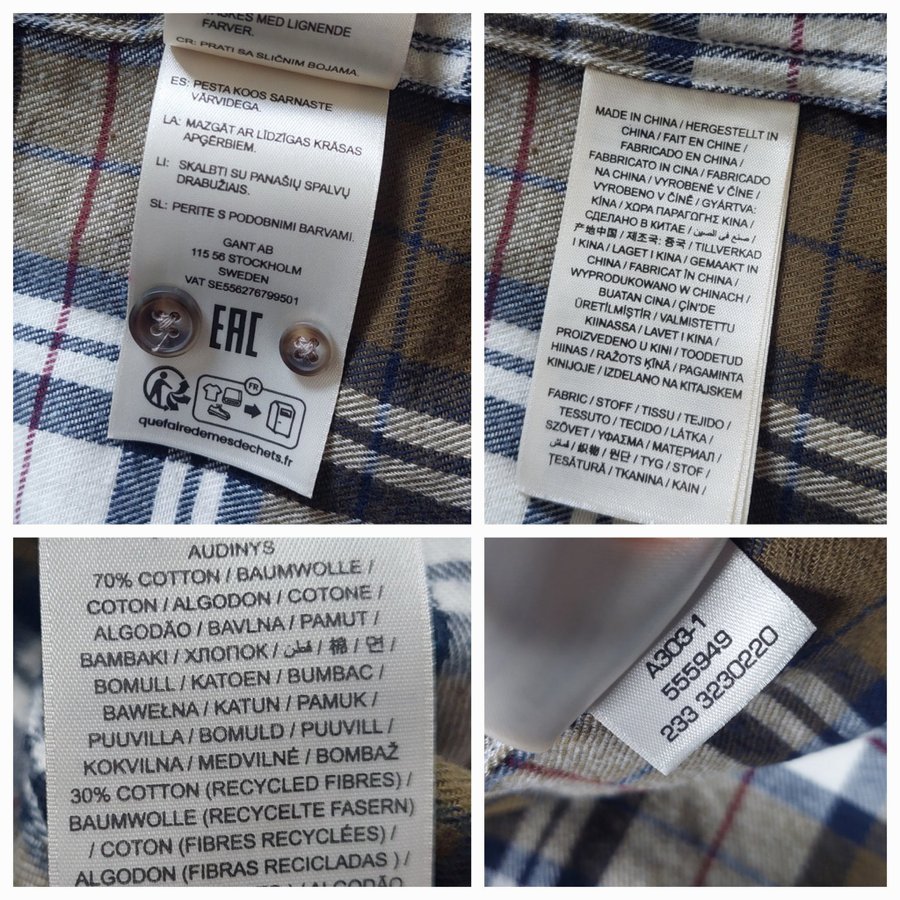 FARVER.
CR: PRATI SA SLIČNIM BOJAMA.
ES: PESTA KOOS SARNASTE
VÄRVIDEGA.
LA: MAZGĀT AR LĪDZĪGAS KRĀSAS
APĢĒRBIEM.
LI: SKALBTI SU PANAŠIŲ SPALVŲ
DRABUŽIAIS.
SL: PERITE S PODOBNIMI BARVAMI.
GANT AB
115 56 STOCKHOLM
SWEDEN
VAT SE556276799501
EAC
FR
quefairedemesdechets.fr
MADE IN CHINA / HERGESTELLT IN
CHINA / FAIT EN CHINE /
FABRICADO EN CHINA /
FABBRICATO IN CINA / FABRICADO
NA CHINA / VYROBENÉ V ČÍNE /
VYROBENO V ČÍNĚ / GYÁRTVA:
KÍNA / ΧΩΡΑ ΠΑΡΑΓΩΓΗΣ ΚΙΝΑ /
СДЕЛАНО В КИТАЕ / صنع في الصين /
产地中国 / 제조국: 중국 / TILLVERKAD
I KINA / LAGET I KINA / GEMAAKT IN
CHINA / FABRICAT ÎN CHINA /
WYPRODUKOWANO W CHINACH /
BUATAN CINA / ÇİN'DE
ÜRETİLMİŞTİR / VALMISTETTU
KIINASSA / LAVET I KINA /
PROIZVEDENO U KINI / TOODETUD
HIINAS / RAŽOTS ĶĪNĀ / PAGAMINTA
KINIJOJE / IZDELANO NA KITAJSKEM
FABRIC / STOFF / TISSU / TEJIDO /
TESSUTO / TECIDO / LÁTKA /
SZÖVET / ΥΦΑΣΜΑ / МАТЕРИАЛ /
قماش / 織物 / 원단 / TYG / STOF /
ȚESĂTURĂ / TKANINA / KAIN /
AUDINYS
70% COTTON / BAUMWOLLE /
COTON / ALGODON / COTONE /
ALGODÃO / BAVLNA / PAMUT /
BAMBAKI / ХЛОПОК / قطن / 棉 / 면 /
BOMULL / KATOEN / BUMBAC /
BAWEŁNA / KATUN / PAMUK /
PUUVILLA / BOMULD / PUUVILL /
KOKVILNA / MEDVILNĖ / BOMBAŽ
30% COTTON (RECYCLED FIBRES) /
BAUMWOLLE (RECYCELTE FASERN)
/ COTON (FIBRES RECYCLÉES) /
ALGODON (FIBRAS RECICLADAS ) /
A303-1
555949
233 3230220